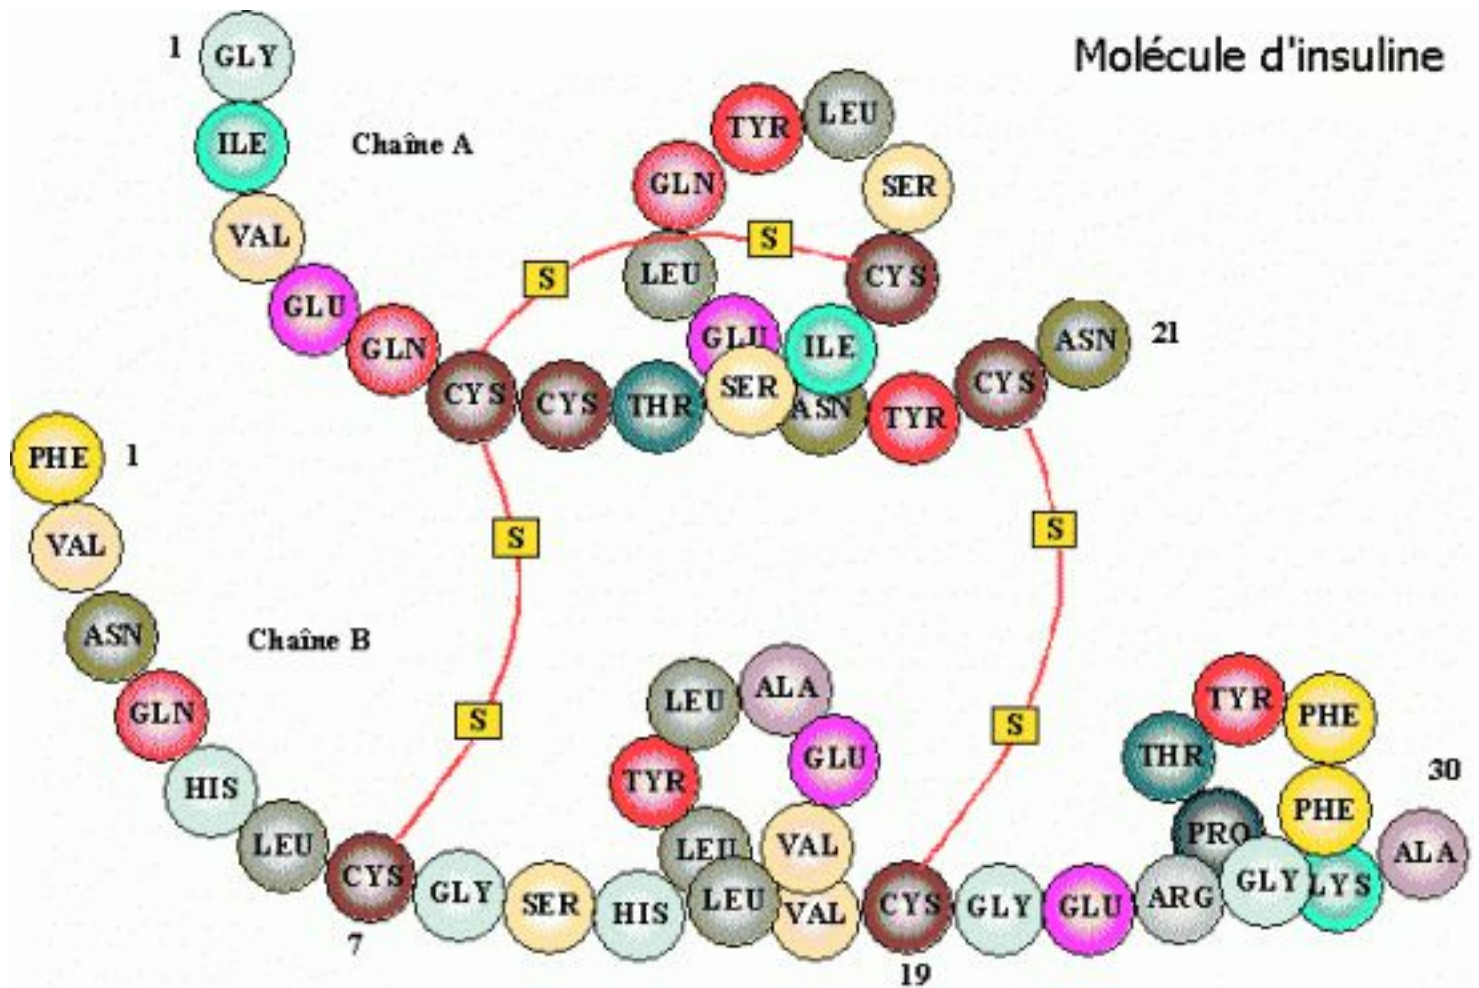 Molécule d'insuline
1
GLY
ILE
VAL
GLU
GLN
CYS
CYS
THR
SER
ILE
CYS
SER
LEU
TYR
GLN
LEU
GLU
ASN
TYR
CYS
ASN
21
Chaîne A
S
S
S
S
S
S
Chaîne B
PHE
1
VAL
ASN
GLN
HIS
LEU
CYS
7
GLY
SER
HIS
LEU
VAL
GLU
ALA
LEU
TYR
LEU
VAL
CYS
19
GLY
GLU
ARG
GLY
PHE
PHE
TYR
THR
PRO
LYS
ALA
30